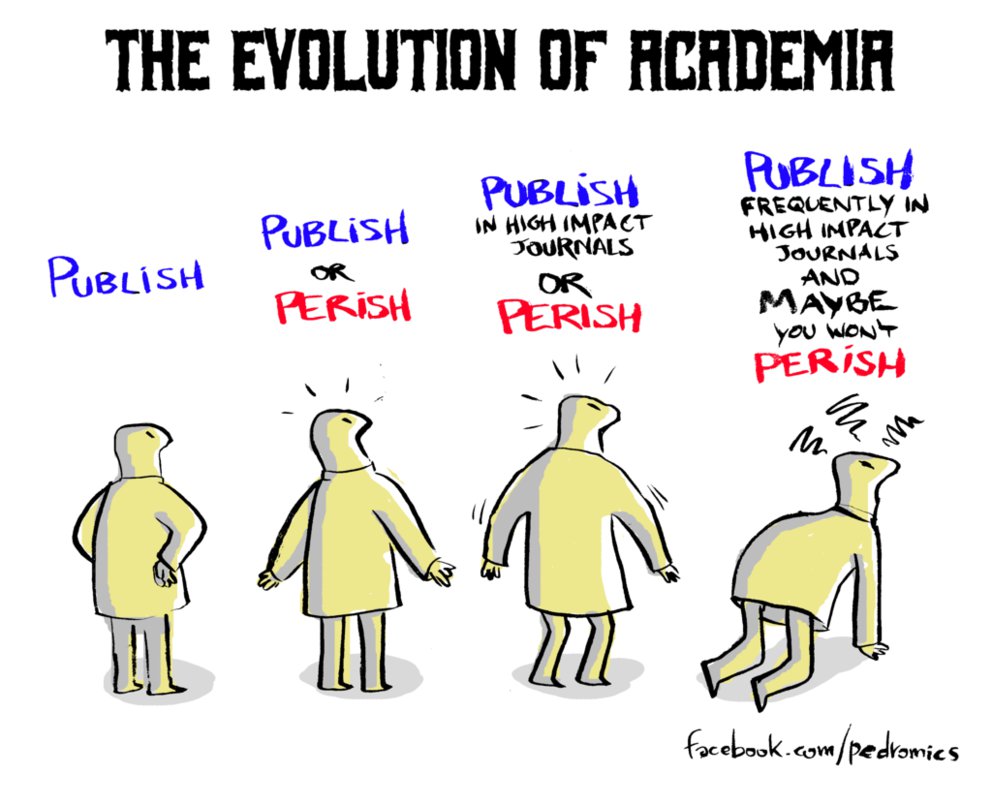 THE EVOLUTION OF ACADEMIA
PUBLISH
PUBLISH
OR
PERISH
PUBLISH
IN HIGH IMPACT
JOURNALS
OR
PERISH
PUBLISH
FREQUENTLY IN
HIGH IMPACT
JOURNALS
AND
MAYBE
YOU WON'T
PERISH
facebook.com/pedromics